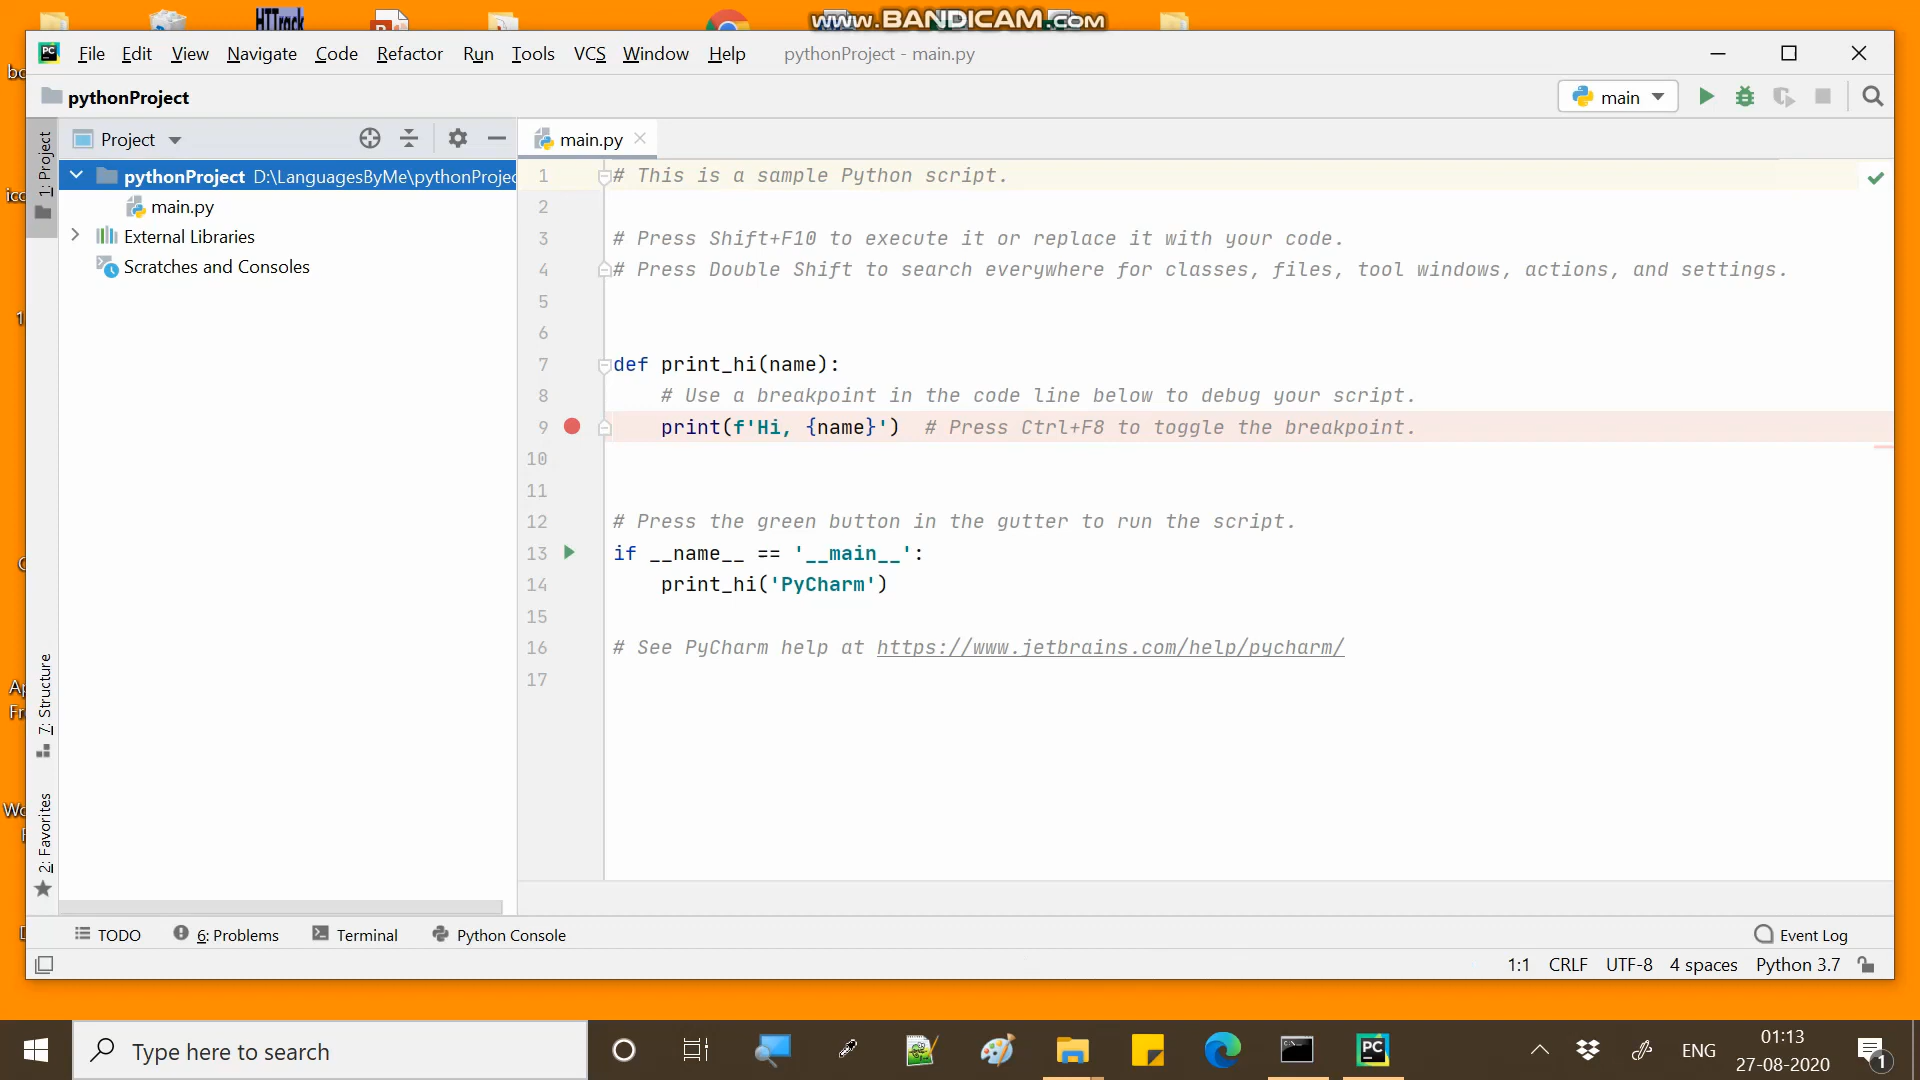 HTTrack
www.BANDICAM.com
PC File Edit View Navigate Code Refactor Run Tools VCS Window Help pythonProject - main.py
pythonProject
main
1: Project
Project
main.py
pythonProject D:\LanguagesByMe\pythonProjec
main.py
External Libraries
Scratches and Consoles
1 # This is a sample Python script.
2
3 # Press Shift+F10 to execute it or replace it with your code.
4 # Press Double Shift to search everywhere for classes, files, tool windows, actions, and settings.
5
6
7 def print_hi(name):
8 # Use a breakpoint in the code line below to debug your script.
9 print(f'Hi, {name}') # Press Ctrl+F8 to toggle the breakpoint.
10
11
12 # Press the green button in the gutter to run the script.
13 if __name__ == '__main__':
14 print_hi('PyCharm')
15
16 # See PyCharm help at https://www.jetbrains.com/help/pycharm/
17
7: Structure
2: Favorites
TODO 6: Problems Terminal Python Console Event Log
1:1 CRLF UTF-8 4 spaces Python 3.7
Type here to search
PC
ENG
01:13
27-08-2020
1